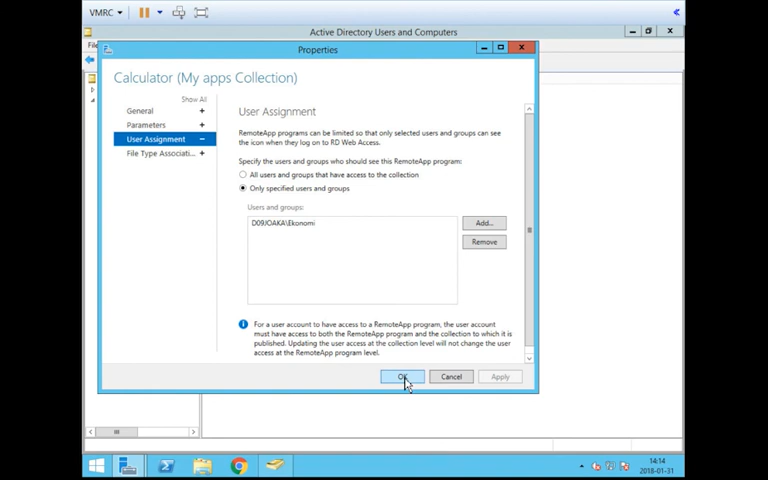 VMRC
Active Directory Users and Computers
Properties
Calculator (My apps Collection)
Show All
General
Parameters
User Assignment
File Type Associati...
User Assignment
RemoteApp programs can be limited so that only selected users and groups can see
the icon when they log on to RD Web Access.
Specify the users and groups who should see this RemoteApp program:
All users and groups that have access to the collection
Only specified users and groups
Users and groups:
D09JOAKA\Ekonomi
Add...
Remove
For a user account to have access to a RemoteApp program, the user account
must have access to both the RemoteApp program and the collection to which it is
published. Updating the user access at the collection level will not change the user
access at the RemoteApp program level.
OK
Cancel
Apply
14:14
2018-01-31